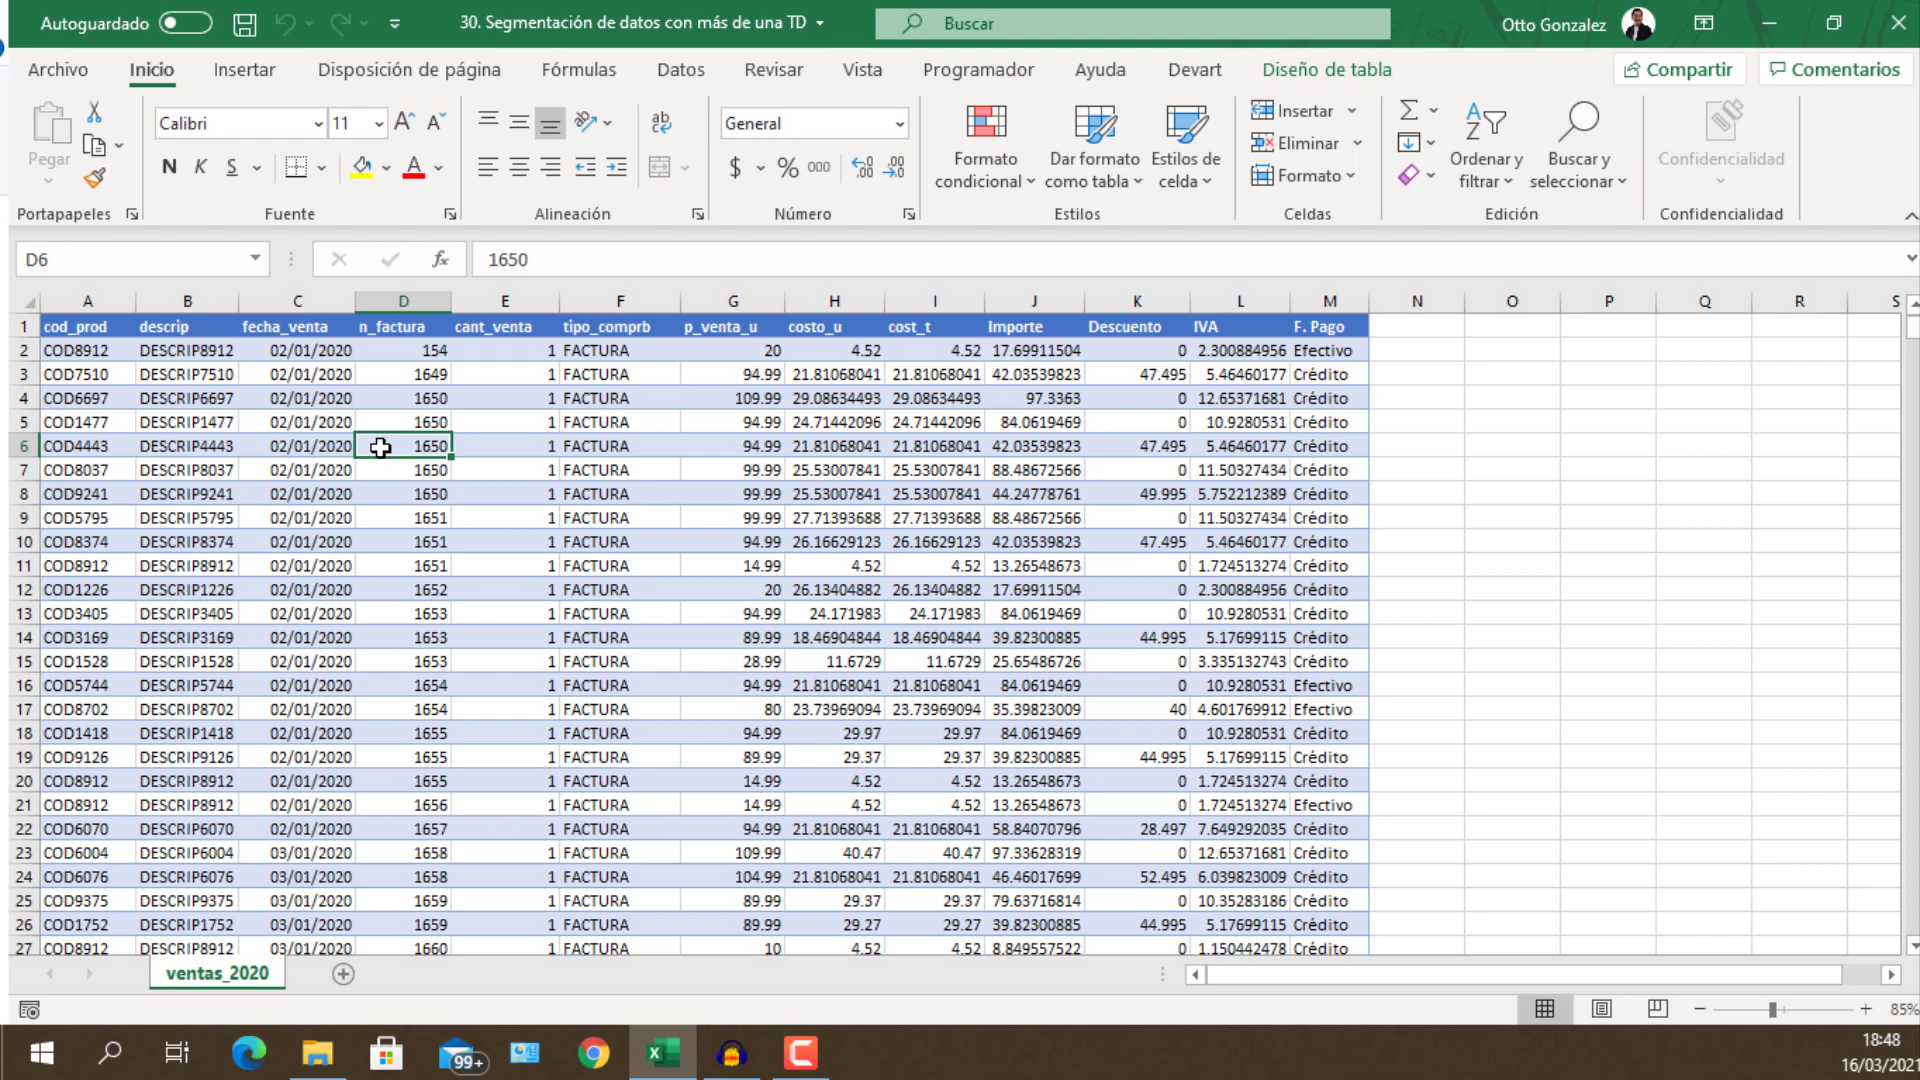 Autoguardado
30. Segmentación de datos con más de una TD
Buscar
Otto Gonzalez
Archivo Inicio Insertar Disposición de página Fórmulas Datos Revisar Vista Programador Ayuda Devart Diseño de tabla Compartir Comentarios
Pegar
Portapapeles
Calibri 11
N K S
Fuente
Alineación
General
$ % 000
Número
Formato condicional
Dar formato como tabla
Estilos de celda
Estilos
Insertar
Eliminar
Formato
Celdas
Ordenar y filtrar
Buscar y seleccionar
Edición
Confidencialidad
Confidencialidad
D6 fx 1650
A B C D E F G H I J K L M N O P Q R S
1 cod_prod descrip fecha_venta n_factura cant_venta tipo_comprb p_venta_u costo_u cost_t Importe Descuento IVA F. Pago
2 COD8912 DESCRIP8912 02/01/2020 154 1 FACTURA 20 4.52 4.52 17.69911504 0 2.300884956 Efectivo
3 COD7510 DESCRIP7510 02/01/2020 1649 1 FACTURA 94.99 21.81068041 21.81068041 42.03539823 47.495 5.46460177 Crédito
4 COD6697 DESCRIP6697 02/01/2020 1650 1 FACTURA 109.99 29.08634493 29.08634493 97.3363 0 12.65371681 Crédito
5 COD1477 DESCRIP1477 02/01/2020 1650 1 FACTURA 94.99 24.71442096 24.71442096 84.0619469 0 10.9280531 Crédito
6 COD4443 DESCRIP4443 02/01/2020 1650 1 FACTURA 94.99 21.81068041 21.81068041 42.03539823 47.495 5.46460177 Crédito
7 COD8037 DESCRIP8037 02/01/2020 1650 1 FACTURA 99.99 25.53007841 25.53007841 88.48672566 0 11.50327434 Crédito
8 COD9241 DESCRIP9241 02/01/2020 1650 1 FACTURA 99.99 25.53007841 25.53007841 44.24778761 49.995 5.752212389 Crédito
9 COD5795 DESCRIP5795 02/01/2020 1651 1 FACTURA 99.99 27.71393688 27.71393688 88.48672566 0 11.50327434 Crédito
10 COD8374 DESCRIP8374 02/01/2020 1651 1 FACTURA 94.99 26.16629123 26.16629123 42.03539823 47.495 5.46460177 Crédito
11 COD8912 DESCRIP8912 02/01/2020 1651 1 FACTURA 14.99 4.52 4.52 13.26548673 0 1.724513274 Crédito
12 COD1226 DESCRIP1226 02/01/2020 1652 1 FACTURA 20 26.13404882 26.13404882 17.69911504 0 2.300884956 Crédito
13 COD3405 DESCRIP3405 02/01/2020 1653 1 FACTURA 94.99 24.171983 24.171983 84.0619469 0 10.9280531 Crédito
14 COD3169 DESCRIP3169 02/01/2020 1653 1 FACTURA 89.99 18.46904844 18.46904844 39.82300885 44.995 5.17699115 Crédito
15 COD1528 DESCRIP1528 02/01/2020 1653 1 FACTURA 28.99 11.6729 11.6729 25.65486726 0 3.335132743 Crédito
16 COD5744 DESCRIP5744 02/01/2020 1654 1 FACTURA 94.99 21.81068041 21.81068041 84.0619469 0 10.9280531 Efectivo
17 COD8702 DESCRIP8702 02/01/2020 1654 1 FACTURA 80 23.73969094 23.73969094 35.39823009 40 4.601769912 Efectivo
18 COD1418 DESCRIP1418 02/01/2020 1655 1 FACTURA 94.99 29.97 29.97 84.0619469 0 10.9280531 Crédito
19 COD9126 DESCRIP9126 02/01/2020 1655 1 FACTURA 89.99 29.37 29.37 39.82300885 44.995 5.17699115 Crédito
20 COD8912 DESCRIP8912 02/01/2020 1655 1 FACTURA 14.99 4.52 4.52 13.26548673 0 1.724513274 Crédito
21 COD8912 DESCRIP8912 02/01/2020 1656 1 FACTURA 14.99 4.52 4.52 13.26548673 0 1.724513274 Efectivo
22 COD6070 DESCRIP6070 02/01/2020 1657 1 FACTURA 94.99 21.81068041 21.81068041 58.84070796 28.497 7.649292035 Crédito
23 COD6004 DESCRIP6004 03/01/2020 1658 1 FACTURA 109.99 40.47 40.47 97.33628319 0 12.65371681 Crédito
24 COD6076 DESCRIP6076 03/01/2020 1658 1 FACTURA 104.99 21.81068041 21.81068041 46.46017699 52.495 6.039823009 Crédito
25 COD9375 DESCRIP9375 03/01/2020 1659 1 FACTURA 89.99 29.37 29.37 79.63716814 0 10.35283186 Crédito
26 COD1752 DESCRIP1752 03/01/2020 1659 1 FACTURA 89.99 29.27 29.27 39.82300885 44.995 5.17699115 Crédito
27 COD8912 DESCRIP8912 03/01/2020 1660 1 FACTURA 10 4.52 4.52 8.849557522 0 1.150442478 Crédito
ventas_2020
85%
99+
18:48
16/03/2021